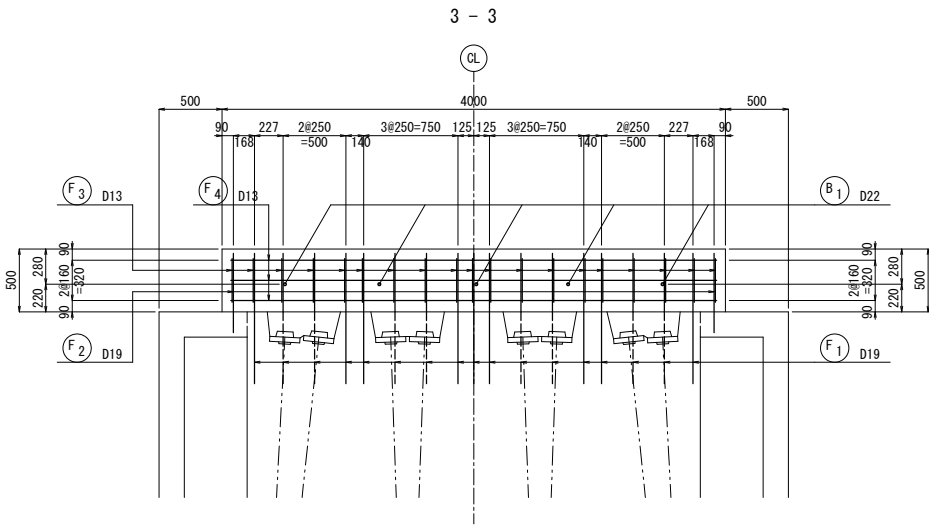 3 - 3
CL
500 4000 500
90 227 2@250 3@250=750 125 125 3@250=750 2@250 227 90
168 =500 140 140 =500 168
F3 D13 F4 D13 B1 D22
500 280 220 90 2@160 =320 90
90 2@160 =320 90 280 220 500
F2 D19 F1 D19